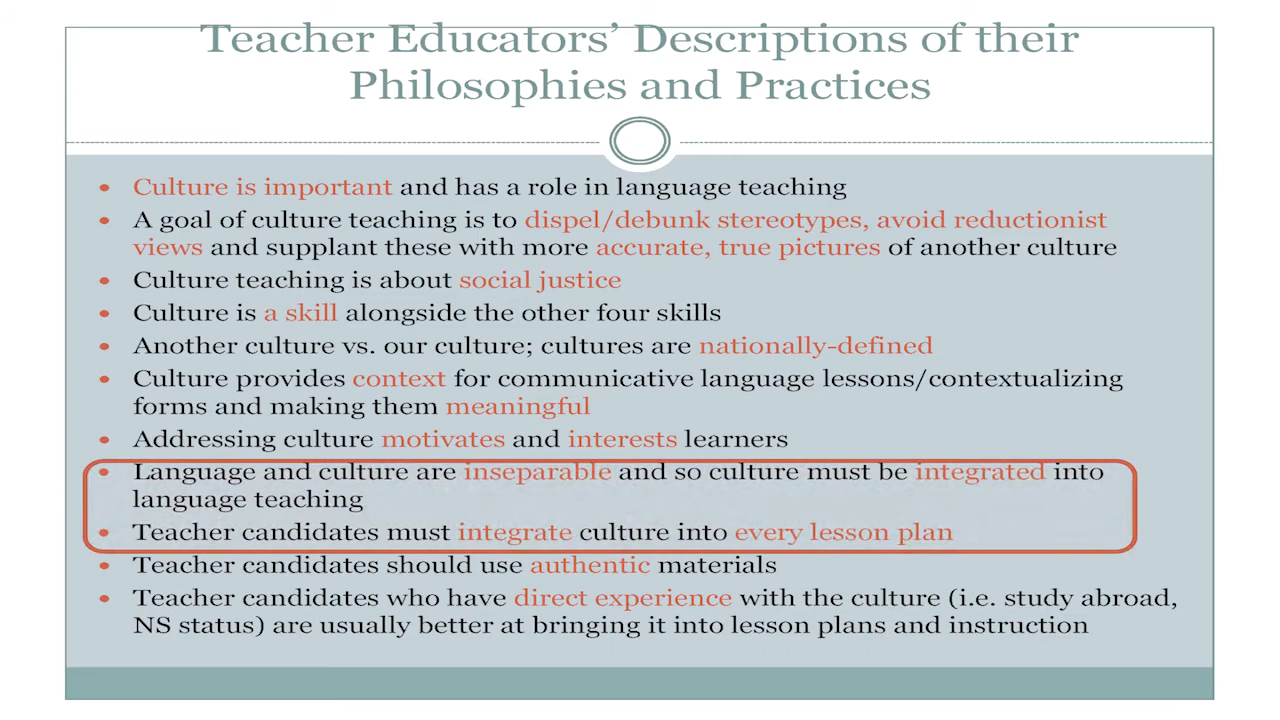 Teacher Educators’ Descriptions of their
Philosophies and Practices
• Culture is important and has a role in language teaching
• A goal of culture teaching is to dispel/debunk stereotypes, avoid reductionist
views and supplant these with more accurate, true pictures of another culture
• Culture teaching is about social justice
• Culture is a skill alongside the other four skills
• Another culture vs. our culture; cultures are nationally-defined
• Culture provides context for communicative language lessons/contextualizing
forms and making them meaningful
• Addressing culture motivates and interests learners
• Language and culture are inseparable and so culture must be integrated into
language teaching
• Teacher candidates must integrate culture into every lesson plan
• Teacher candidates should use authentic materials
• Teacher candidates who have direct experience with the culture (i.e. study abroad,
NS status) are usually better at bringing it into lesson plans and instruction